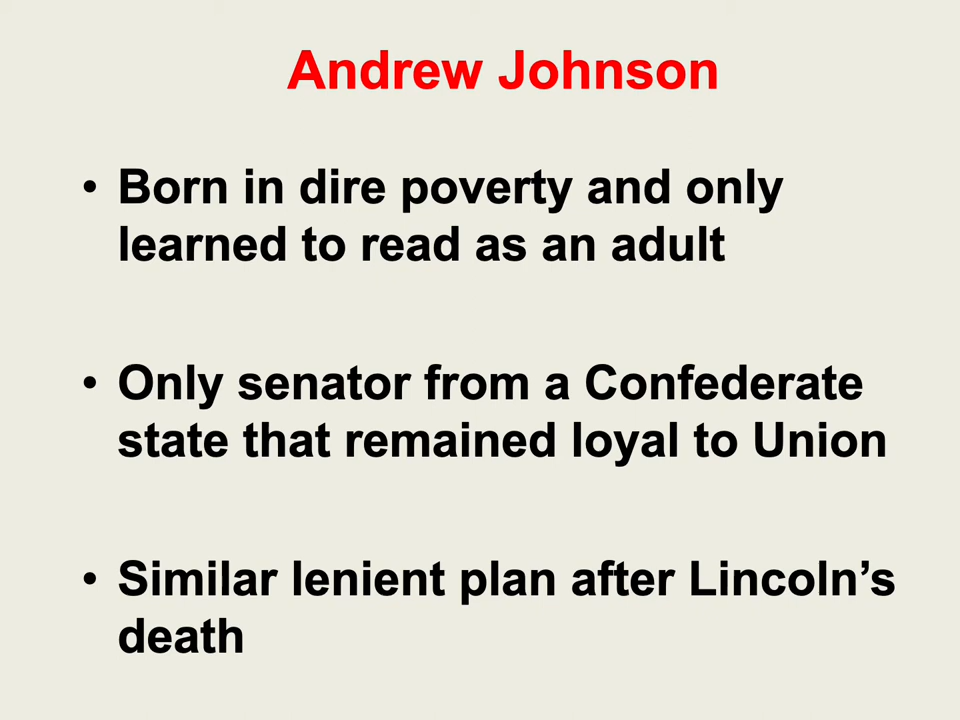 Andrew Johnson
• Born in dire poverty and only
learned to read as an adult
• Only senator from a Confederate
state that remained loyal to Union
• Similar lenient plan after Lincoln’s
death